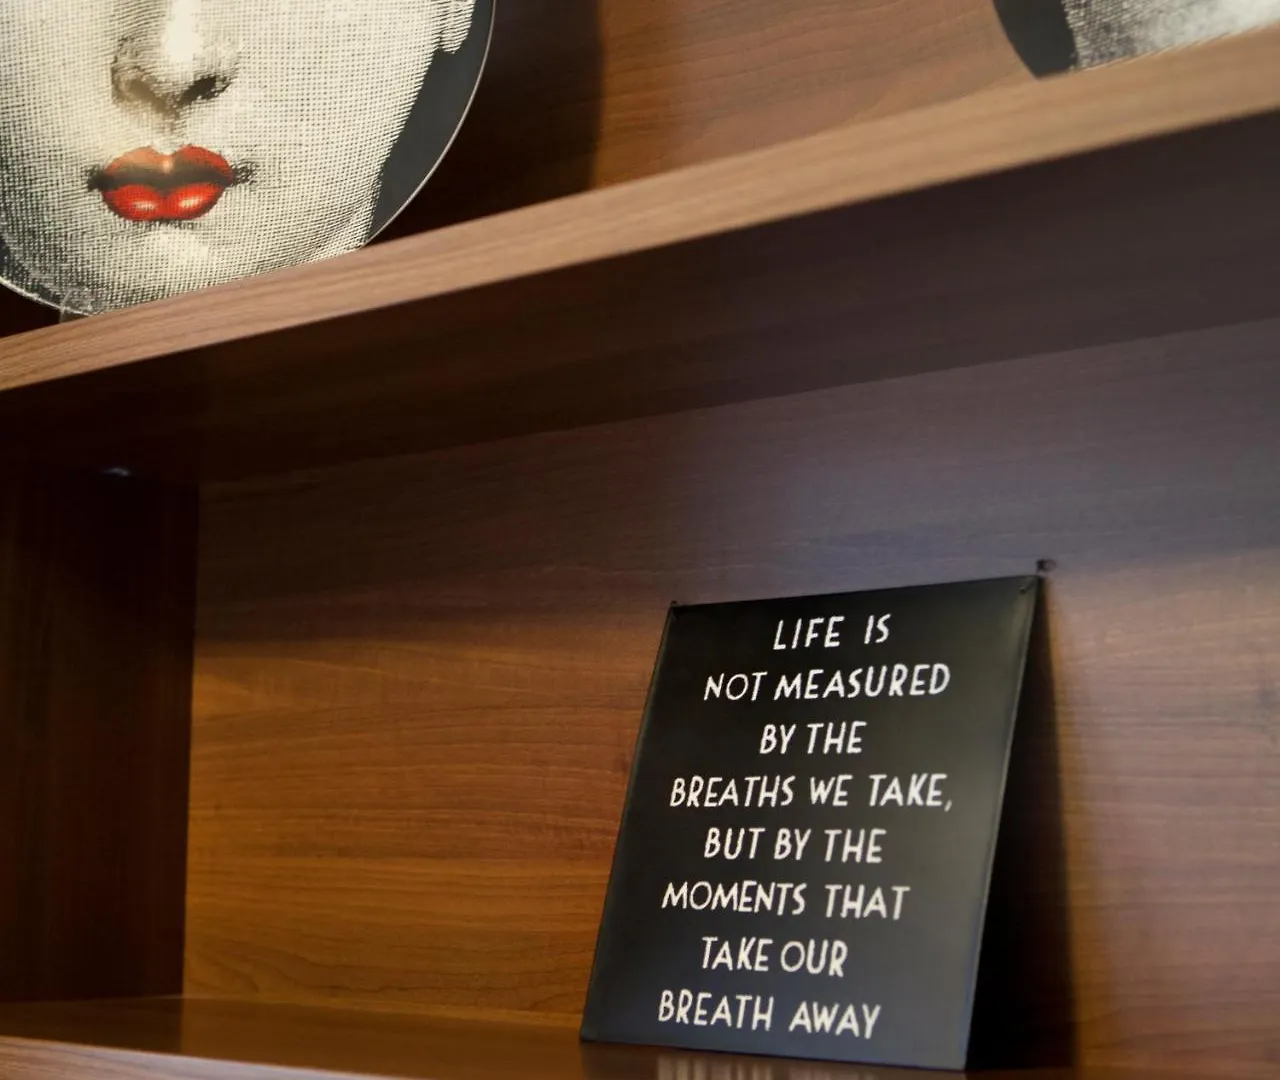 LIFE IS
NOT MEASURED
BY THE
BREATHS WE TAKE,
BUT BY THE
MOMENTS THAT
TAKE OUR
BREATH AWAY